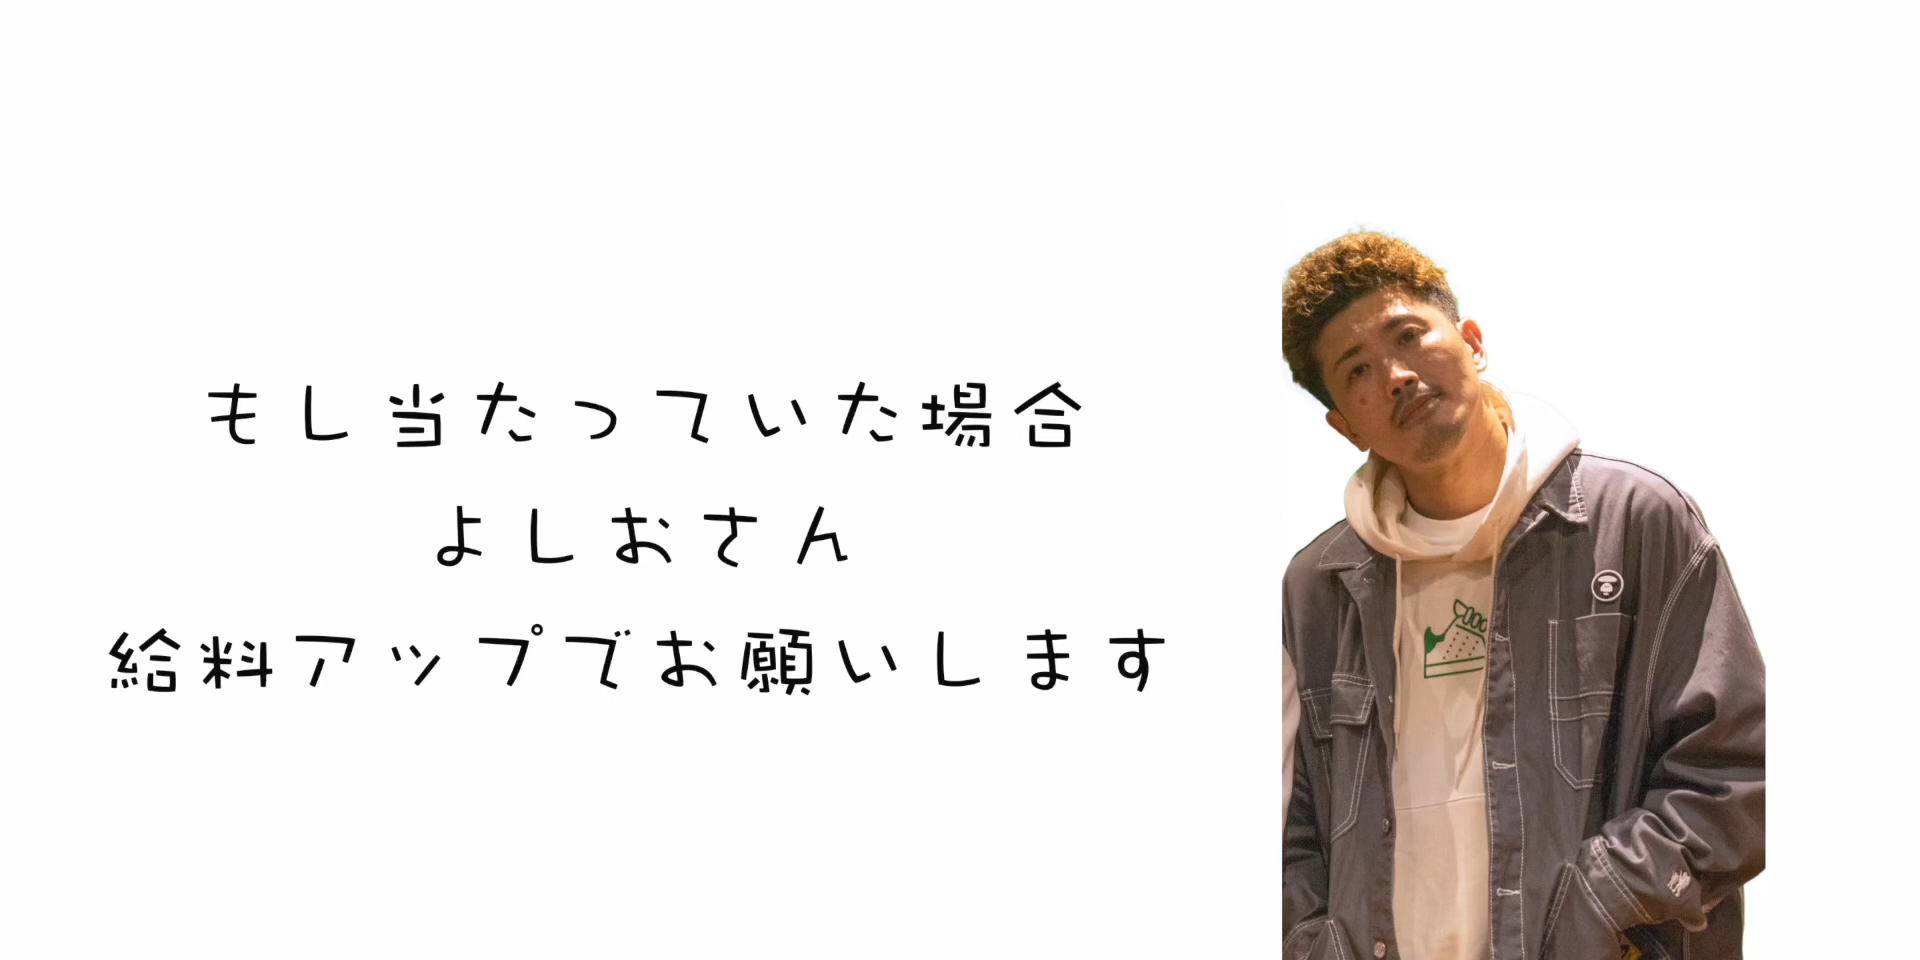 もし当たっていた場合
よしおさん
給料アップでお願いします